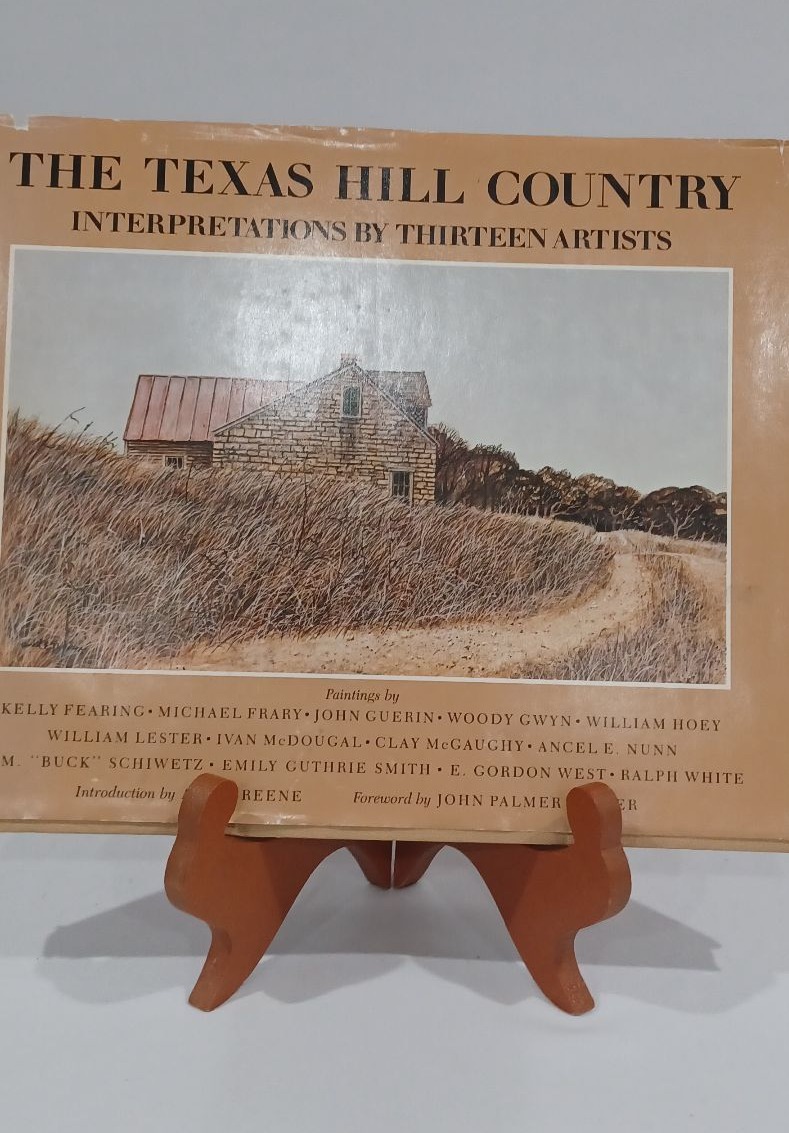 THE TEXAS HILL COUNTRY
INTERPRETATIONS BY THIRTEEN ARTISTS
Paintings by
KELLY FEARING • MICHAEL FRARY • JOHN GUERIN • WOODY GWYN • WILLIAM HOEY
WILLIAM LESTER • IVAN McDOUGAL • CLAY McGAUGHY • ANCEL E. NUNN
M. "BUCK" SCHIWETZ • EMILY GUTHRIE SMITH • E. GORDON WEST • RALPH WHITE
Introduction by REENE Foreword by JOHN PALMER ER